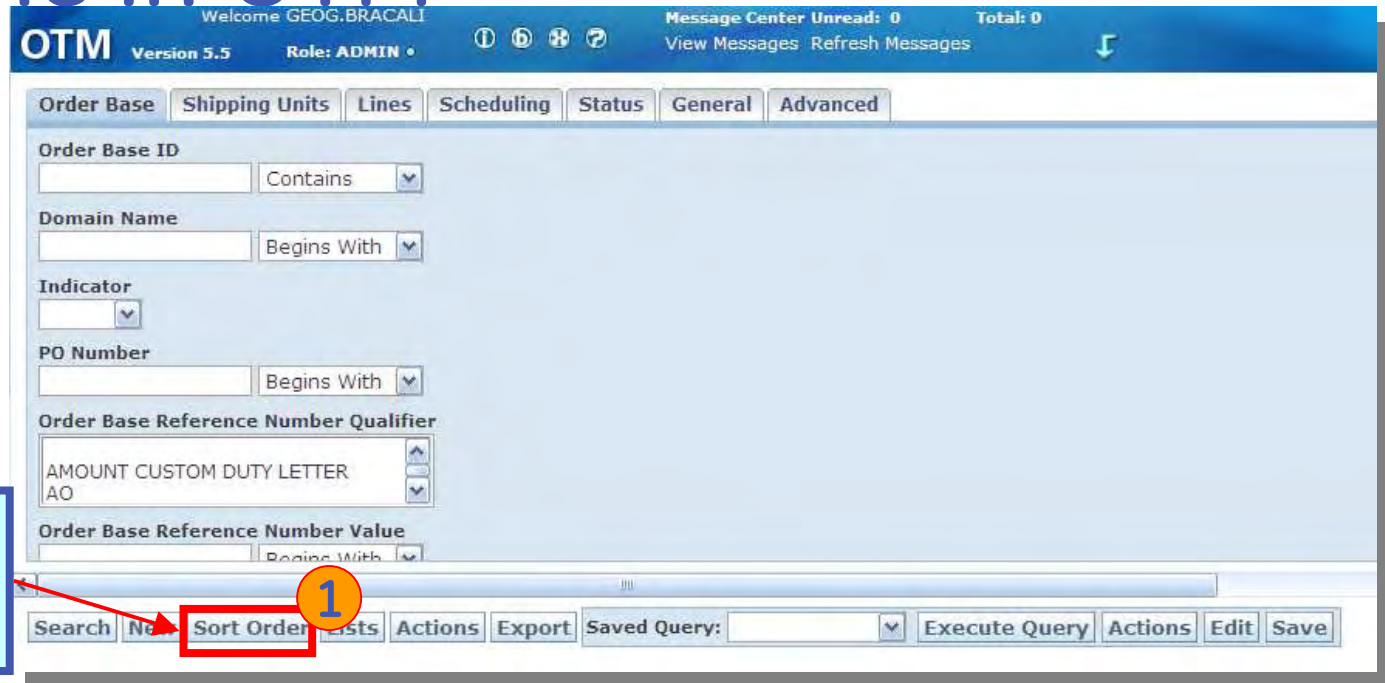 Welcome GEOG.BRACALI
Message Center Unread: 0 Total: 0
OTM Version 5.5 Role: ADMIN
View Messages Refresh Messages
Order Base Shipping Units Lines Scheduling Status General Advanced
Order Base ID
Contains
Domain Name
Begins With
Indicator
PO Number
Begins With
Order Base Reference Number Qualifier
AMOUNT CUSTOM DUTY LETTER
AO
Order Base Reference Number Value
Begins With
1
Search New Sort Order Lists Actions Export Saved Query: Execute Query Actions Edit Save